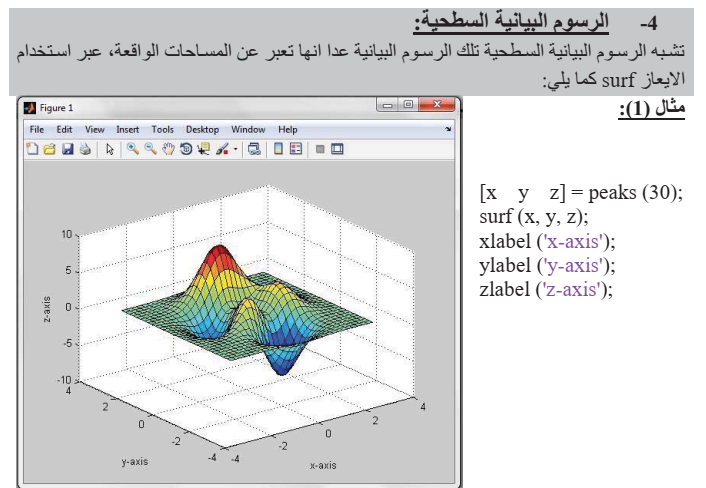 4- الرسوم البيانية السطحية:
تشبه الرسوم البيانية السطحية تلك الرسوم البيانية عدا انها تعبر عن المساحات الواقعة، عبر استخدام
الايعاز surf كما يلي:
مثال (1):
[x y z] = peaks (30);
surf (x, y, z);
xlabel ('x-axis');
ylabel ('y-axis');
zlabel ('z-axis');
Figure 1
File Edit View Insert Tools Desktop Window Help
10
5
0
-5
-10
z-axis
4
2
0
-2
-4
y-axis
-4
-2
0
2
4
x-axis